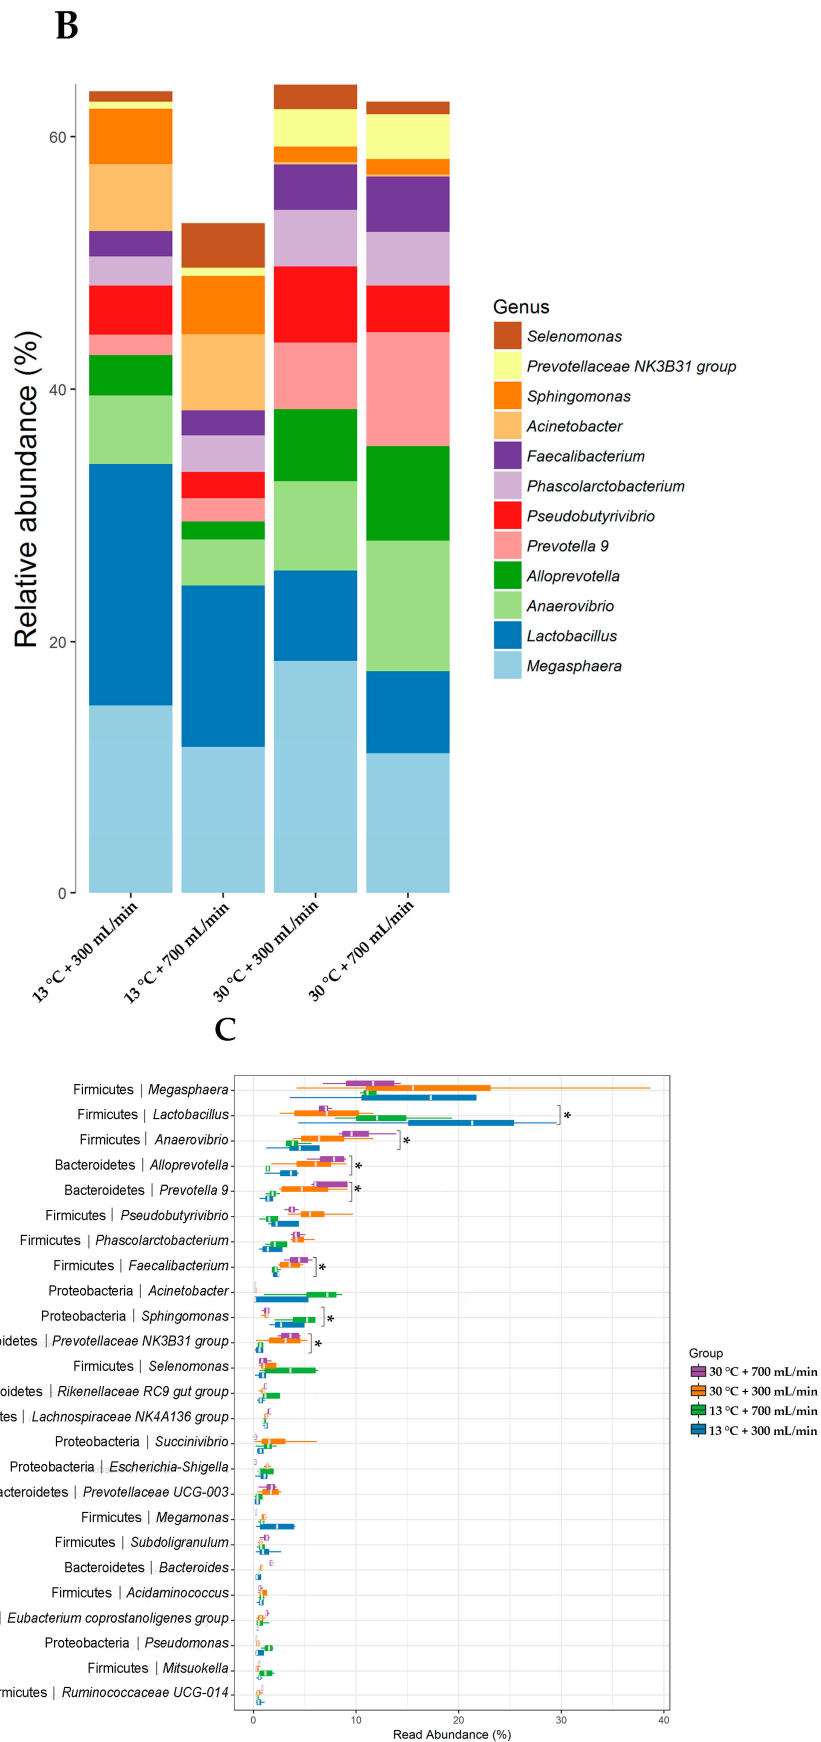 B
Relative abundance (%)
60
40
20
0
13 °C + 300 mL/min
13 °C + 700 mL/min
30 °C + 300 mL/min
30 °C + 700 mL/min
Genus
Selenomonas
Prevotellaceae NK3B31 group
Sphingomonas
Acinetobacter
Faecalibacterium
Phascolarctobacterium
Pseudobutyrivibrio
Prevotella 9
Alloprevotella
Anaerovibrio
Lactobacillus
Megasphaera
C
Firmicutes | Megasphaera
Firmicutes | Lactobacillus
*
Firmicutes | Anaerovibrio
*
Bacteroidetes | Alloprevotella
*
Bacteroidetes | Prevotella 9
*
Firmicutes | Pseudobutyrivibrio
Firmicutes | Phascolarctobacterium
Firmicutes | Faecalibacterium
*
Proteobacteria | Acinetobacter
Proteobacteria | Sphingomonas
*
oidetes | Prevotellaceae NK3B31 group
*
Firmicutes | Selenomonas
oidetes | Rikenellaceae RC9 gut group
tes | Lachnospiraceae NK4A136 group
Proteobacteria | Succinivibrio
Proteobacteria | Escherichia-Shigella
acteroidetes | Prevotellaceae UCG-003
Firmicutes | Megamonas
Firmicutes | Subdoligranulum
Bacteroidetes | Bacteroides
Firmicutes | Acidaminococcus
| Eubacterium coprostanoligenes group
Proteobacteria | Pseudomonas
Firmicutes | Mitsuokella
rmicutes | Ruminococcaceae UCG-014
0 10 20 30 40
Read Abundance (%)
Group
30 °C + 700 mL/min
30 °C + 300 mL/min
13 °C + 700 mL/min
13 °C + 300 mL/min